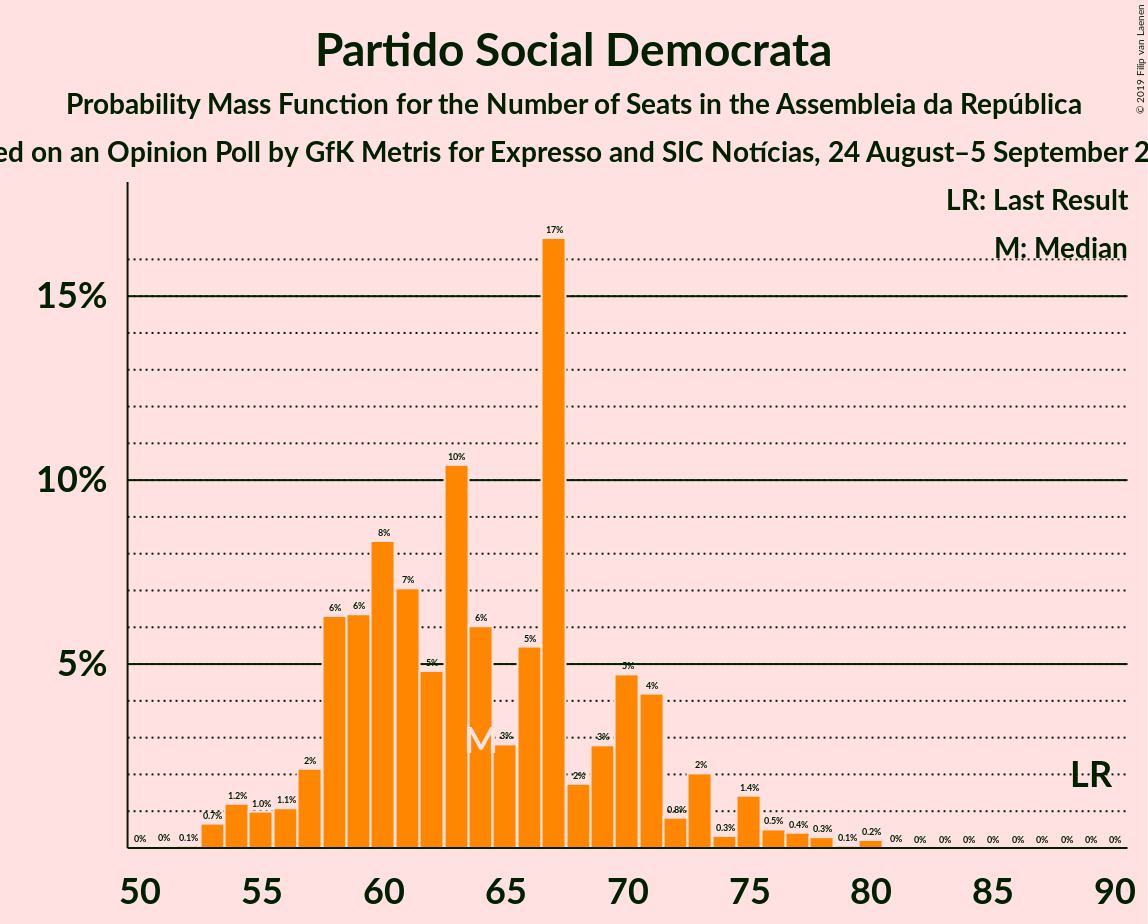 Partido Social Democrata
© 2019 Filip van Laenen
Probability Mass Function for the Number of Seats in the Assembleia da República
ed on an Opinion Poll by GfK Metris for Expresso and SIC Notícias, 24 August–5 September 2
LR: Last Result
M: Median
15%
10%
5%
0% 0% 0.1% 0.7% 1.2% 1.0% 1.1% 2% 6% 6% 8% 7% 5% 10% 6% 3% 5% 17% 2% 3% 5% 4% 0.8% 2% 0.3% 1.4% 0.5% 0.4% 0.3% 0.1% 0.2% 0% 0% 0% 0% 0% 0% 0% 0% 0% 0%
M
LR
50 55 60 65 70 75 80 85 90